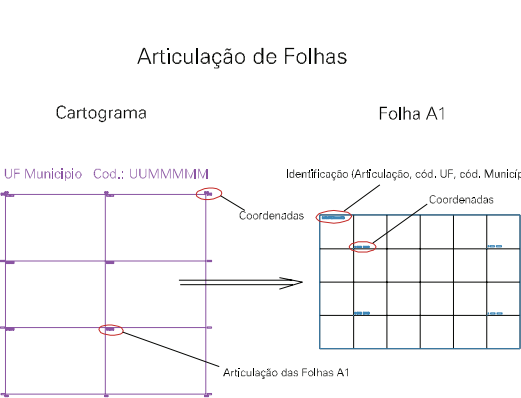 Articulação de Folhas
Cartograma
Folha A1
UF Municipio Cod.: UUMMMMM
Identificação (Articulação, cód. UF, cód. Municíp
Coordenadas
Coordenadas
Articulação das Folhas A1